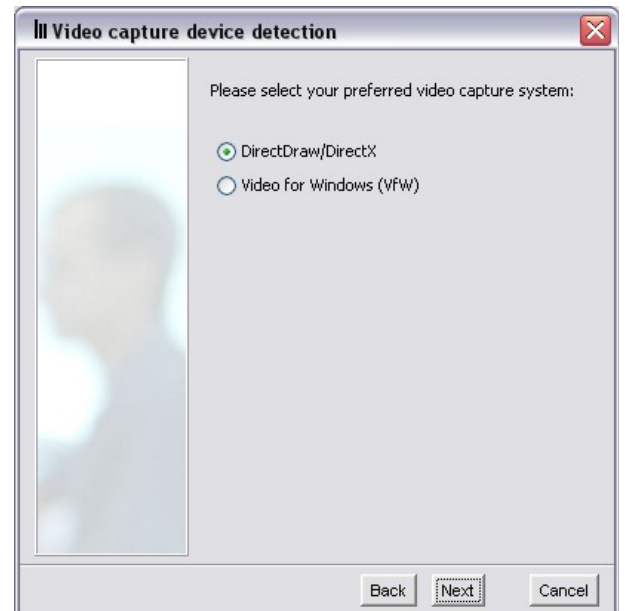 Video capture device detection
Please select your preferred video capture system:
DirectDraw/DirectX
Video for Windows (VfW)
Back Next Cancel